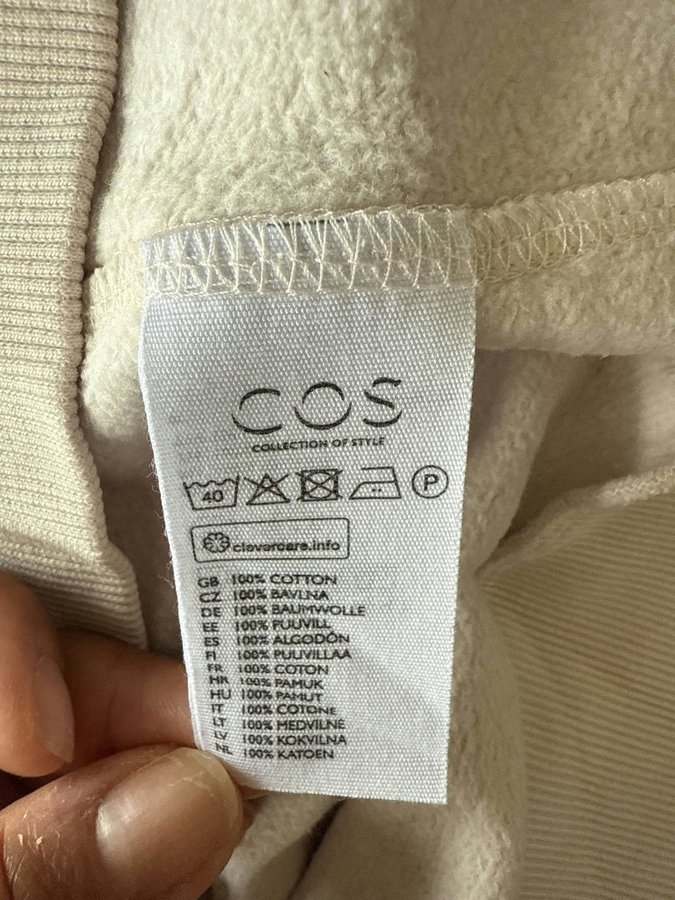 COS
COLLECTION OF STYLE
40 P
clevercare.info
GB 100% COTTON
CZ 100% BAVLNA
DE 100% BAUMWOLLE
EE 100% PUUVILL
ES 100% ALGODÓN
FI 100% PUUVILLAA
FR 100% COTON
HR 100% PAMUK
HU 100% PAMUT
IT 100% COTONE
LT 100% MEDVILNĖ
LV 100% KOKVILNA
NL 100% KATOEN